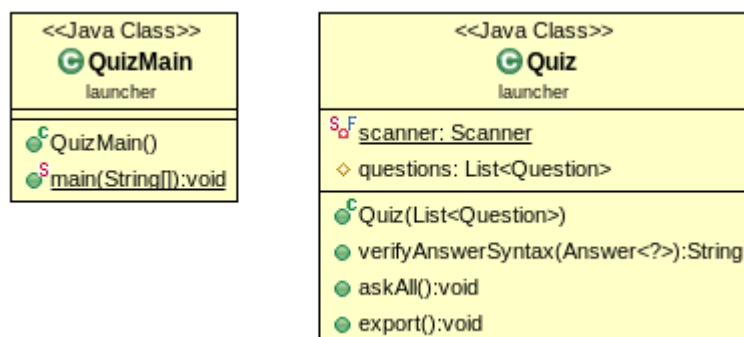 <<Java Class>>
QuizMain
launcher
QuizMain()
main(String[]):void
<<Java Class>>
Quiz
launcher
scanner: Scanner
questions: List<Question>
Quiz(List<Question>)
verifyAnswerSyntax(Answer<?>):String
askAll():void
export():void